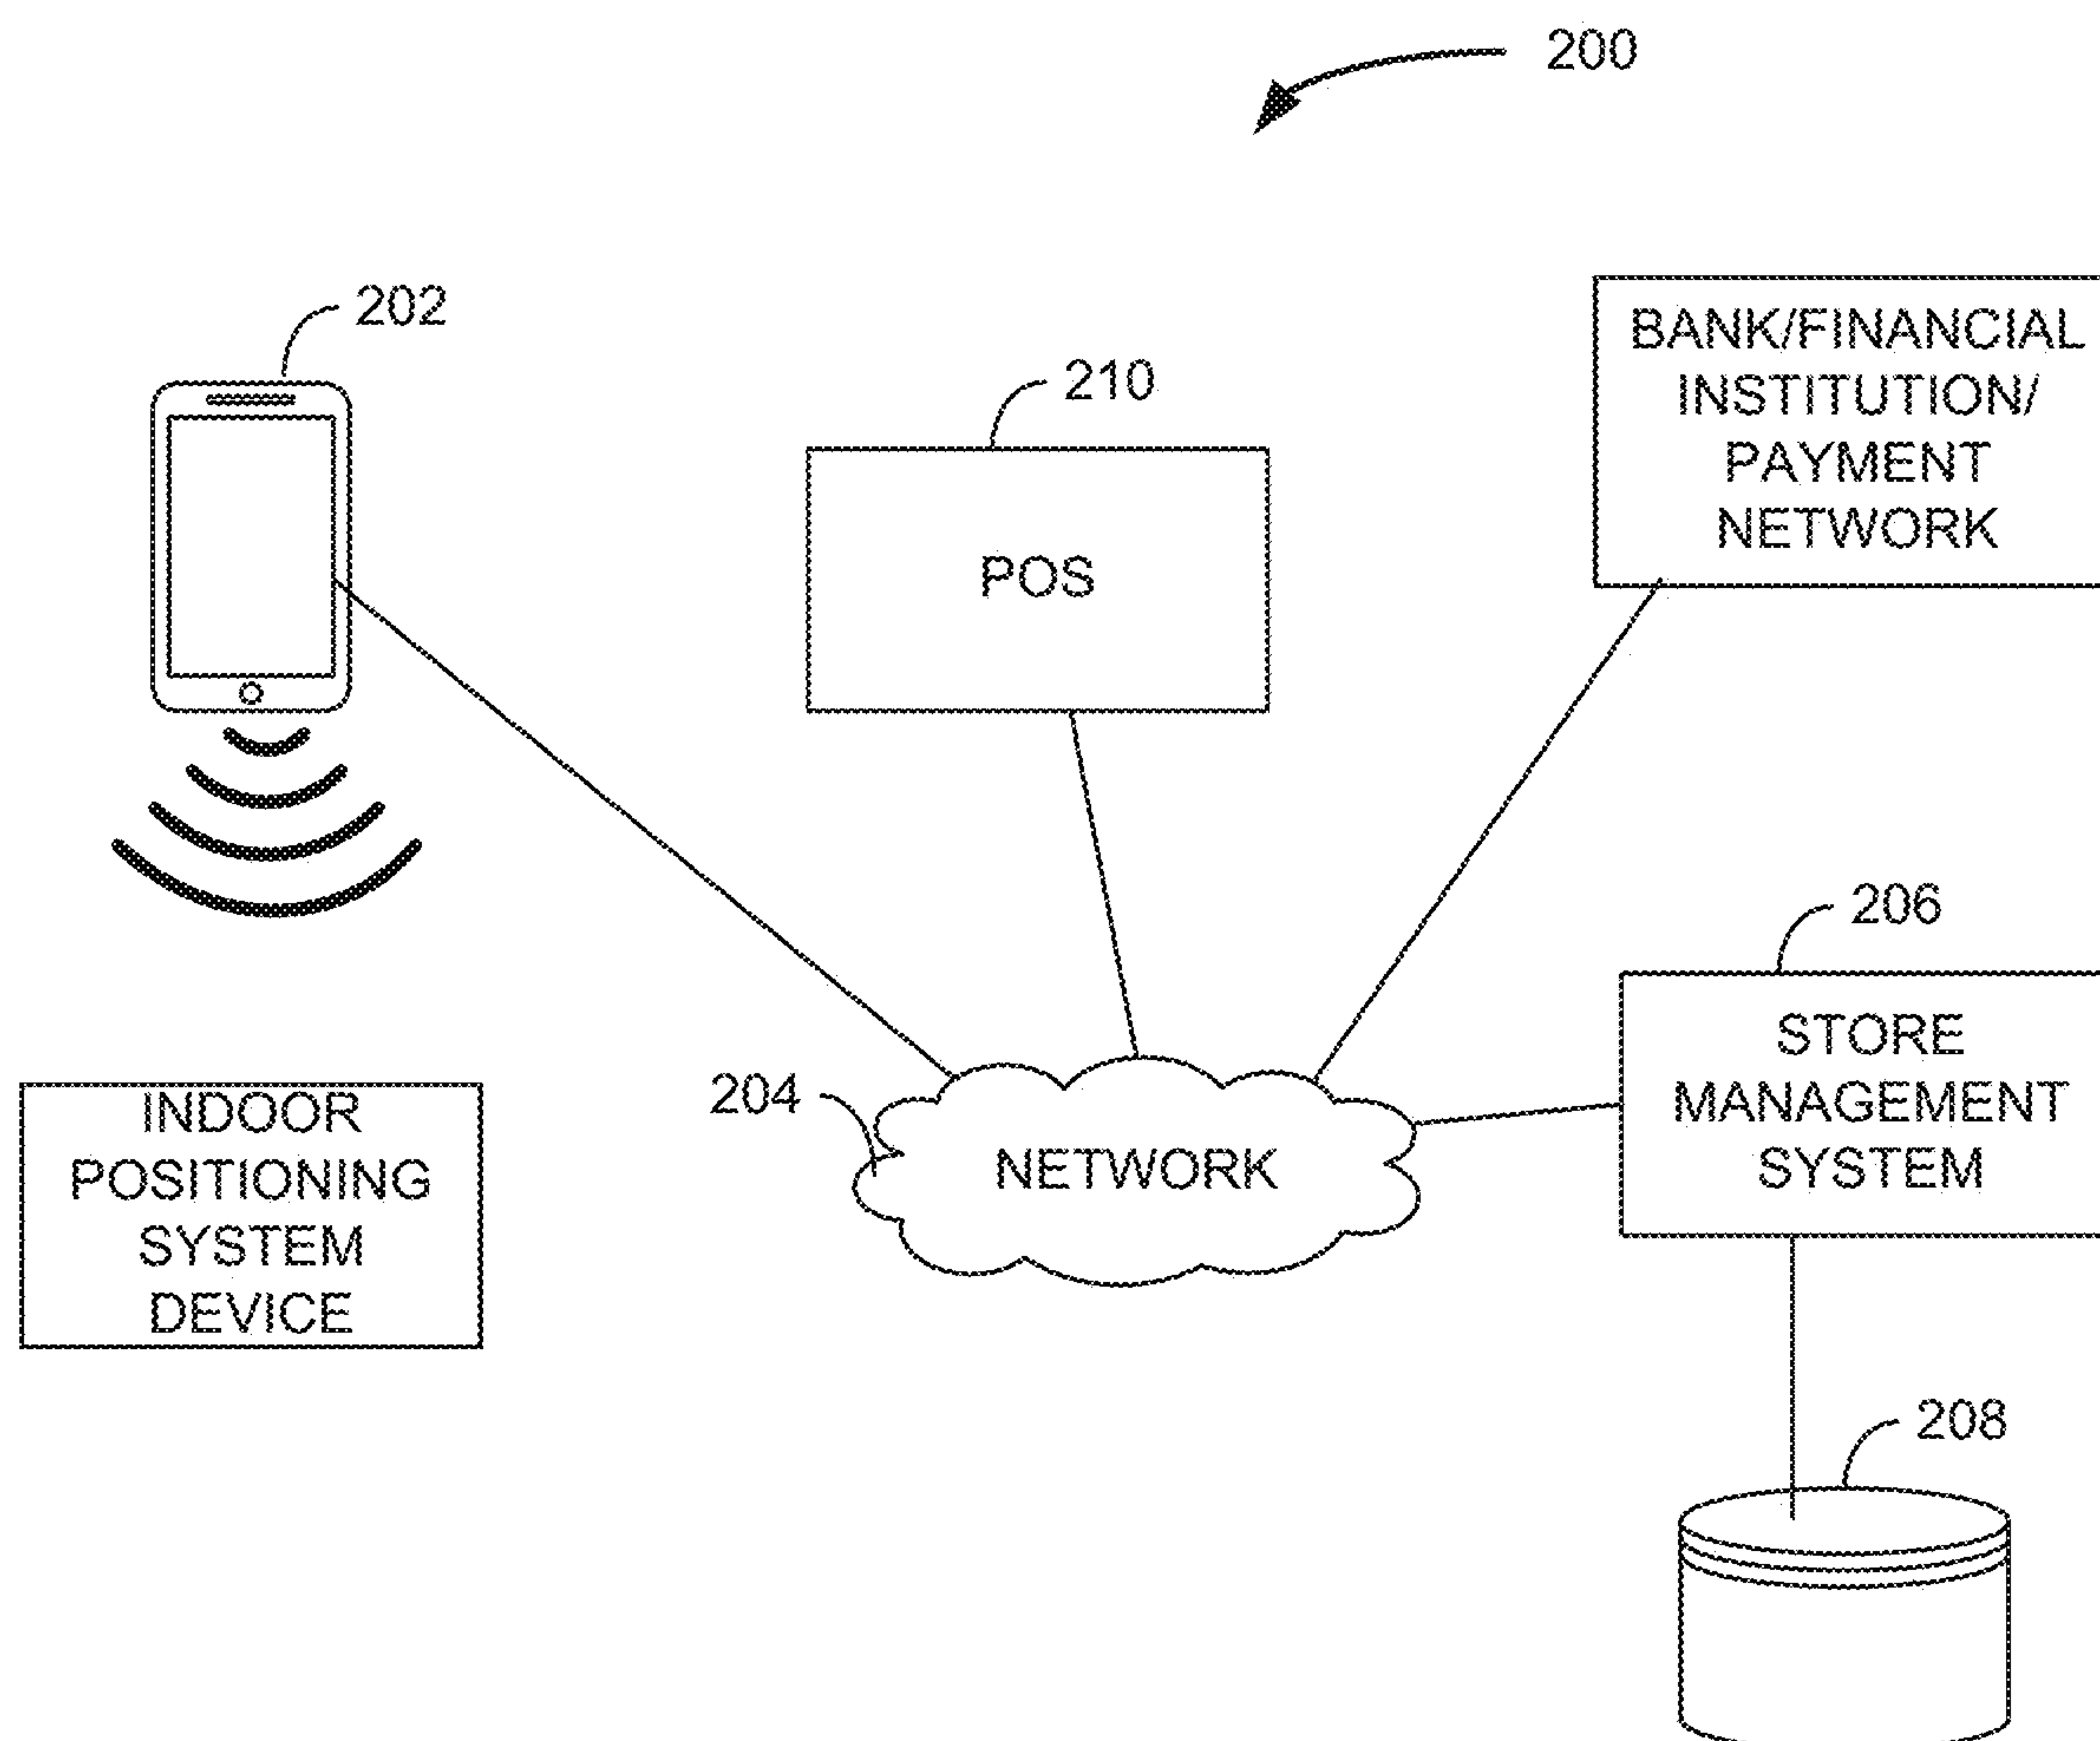 200
202
210
POS
BANK/FINANCIAL
INSTITUTION/
PAYMENT
NETWORK
206
STORE
MANAGEMENT
SYSTEM
204
NETWORK
INDOOR
POSITIONING
SYSTEM
DEVICE
208